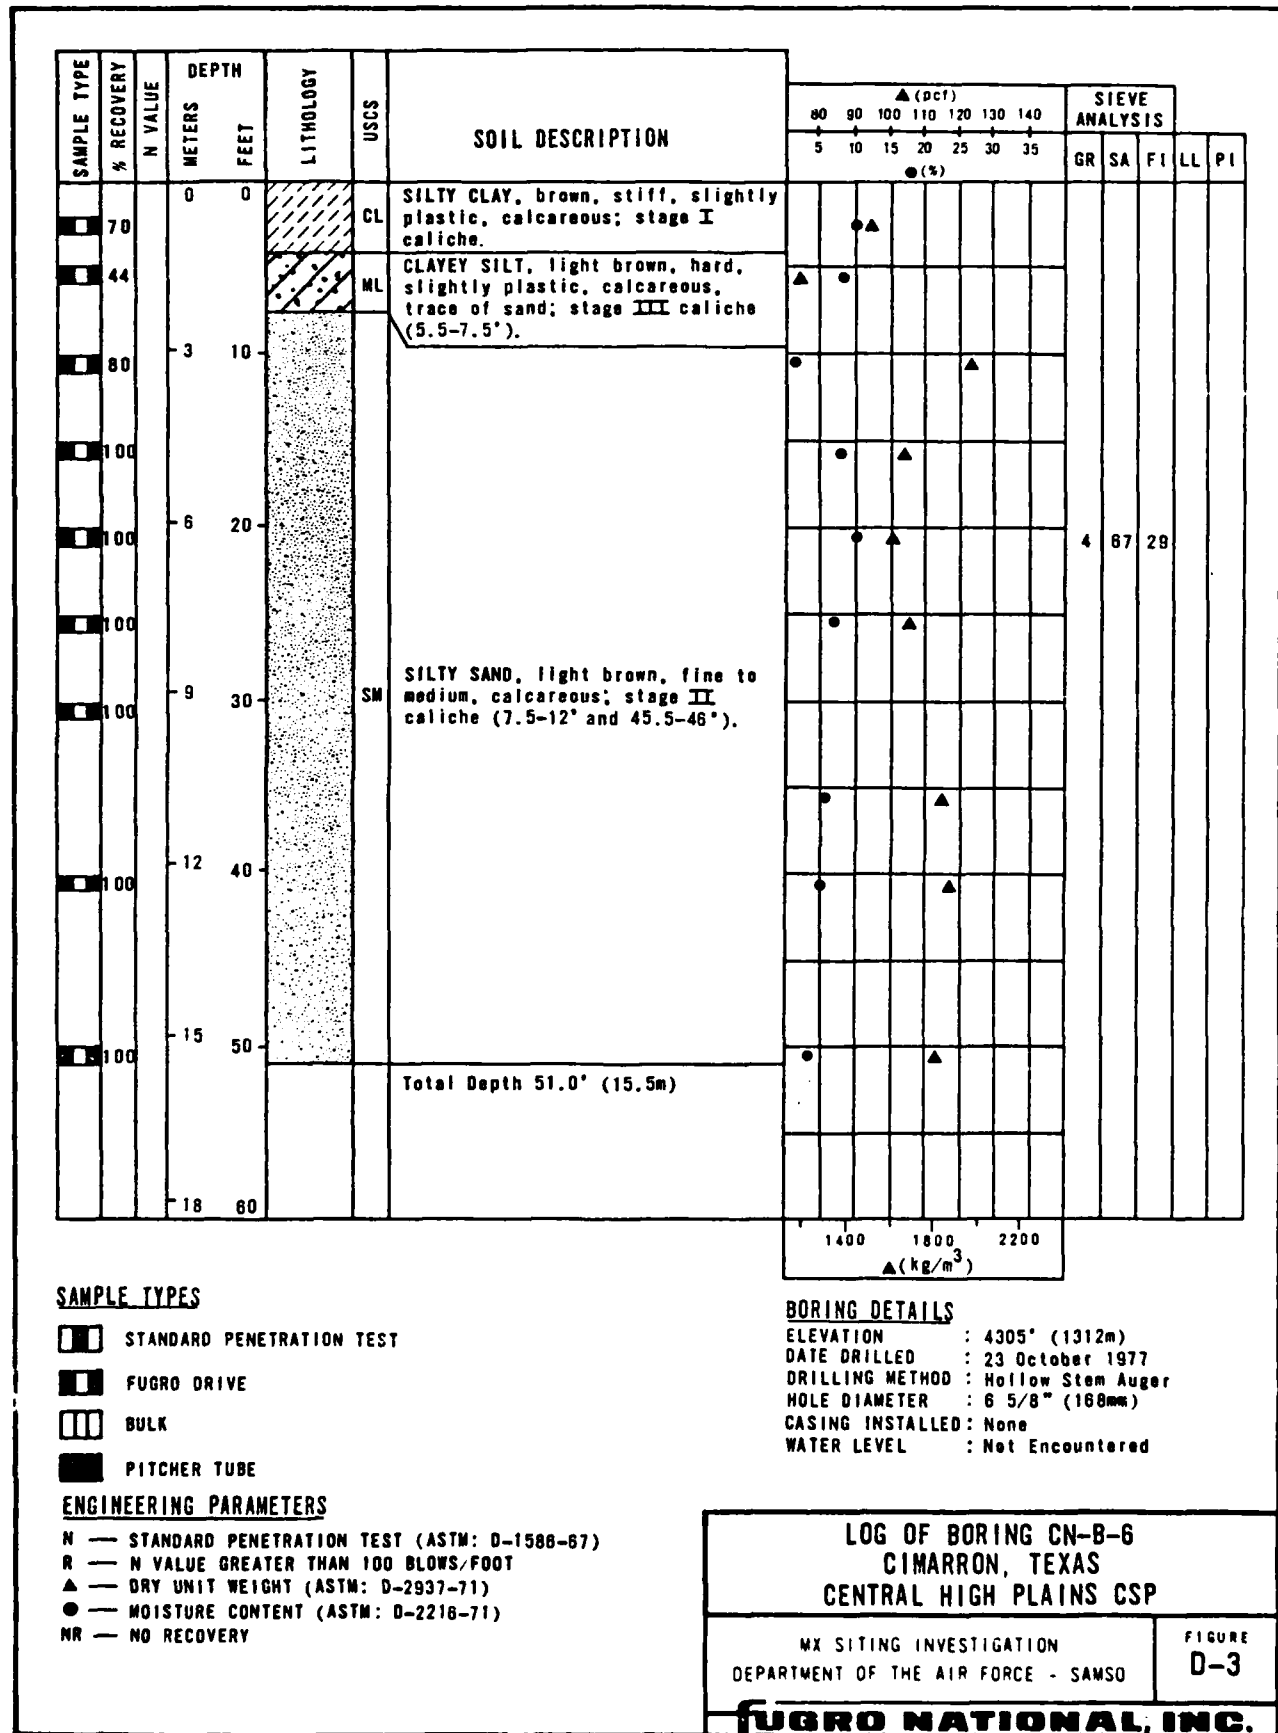 SAMPLE TYPE
% RECOVERY
N VALUE
DEPTH
METERS
FEET
LITHOLOGY
USCS
SOIL DESCRIPTION
▲(pcf)
80 90 100 110 120 130 140
5 10 15 20 25 30 35
●(%)
SIEVE
ANALYSIS
GR SA FI LL PI
0 0
CL
SILTY CLAY, brown, stiff, slightly
plastic, calcareous; stage I
caliche.
70
44
ML
CLAYEY SILT, light brown, hard,
slightly plastic, calcareous,
trace of sand; stage III caliche
(5.5-7.5').
3 10
80
100
6 20
100
4 67 29
100
SM
SILTY SAND, light brown, fine to
medium, calcareous; stage II
caliche (7.5-12' and 45.5-46').
9 30
100
12 40
100
15 50
100
Total Depth 51.0' (15.5m)
18 60
1400 1800 2200
▲(kg/m³)
SAMPLE TYPES
STANDARD PENETRATION TEST
FUGRO DRIVE
BULK
PITCHER TUBE
ENGINEERING PARAMETERS
N — STANDARD PENETRATION TEST (ASTM: D-1586-67)
R — N VALUE GREATER THAN 100 BLOWS/FOOT
▲ — DRY UNIT WEIGHT (ASTM: D-2937-71)
● — MOISTURE CONTENT (ASTM: D-2216-71)
NR — NO RECOVERY
BORING DETAILS
ELEVATION : 4305' (1312m)
DATE DRILLED : 23 October 1977
DRILLING METHOD : Hollow Stem Auger
HOLE DIAMETER : 6 5/8" (168mm)
CASING INSTALLED: None
WATER LEVEL : Not Encountered
LOG OF BORING CN-B-6
CIMARRON, TEXAS
CENTRAL HIGH PLAINS CSP
MX SITING INVESTIGATION
DEPARTMENT OF THE AIR FORCE - SAMSO
FIGURE
D-3
FUGRO NATIONAL, INC.